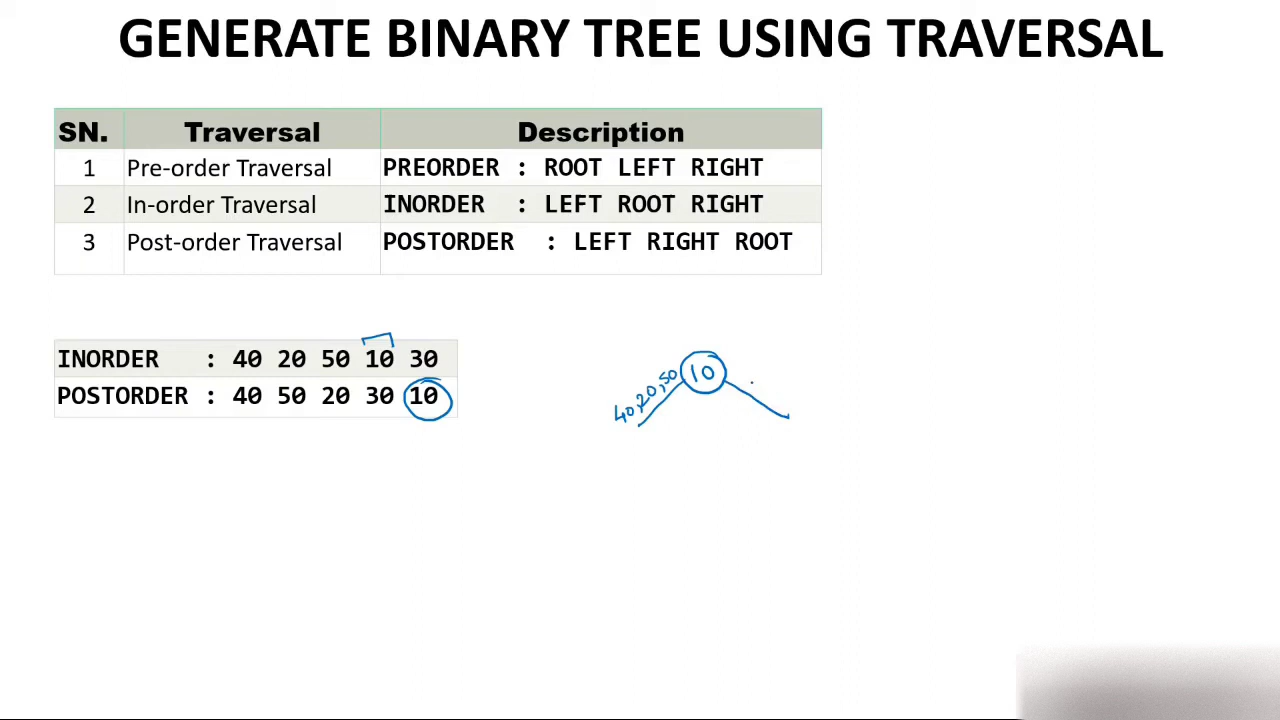 GENERATE BINARY TREE USING TRAVERSAL
SN. Traversal Description
1 Pre-order Traversal PREORDER : ROOT LEFT RIGHT
2 In-order Traversal INORDER : LEFT ROOT RIGHT
3 Post-order Traversal POSTORDER : LEFT RIGHT ROOT
INORDER : 40 20 50 10 30
POSTORDER : 40 50 20 30 10
10
40,20,50